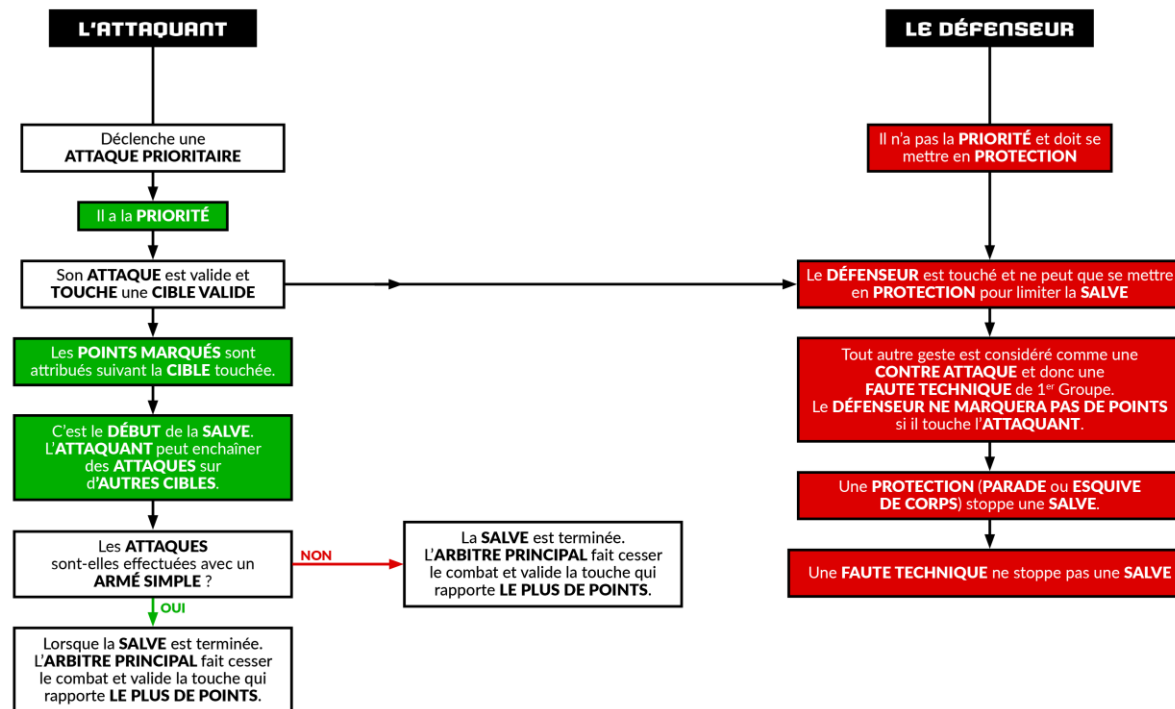 L'ATTAQUANT
Déclenche une
ATTAQUE PRIORITAIRE
Il a la PRIORITÉ
Son ATTAQUE est valide et
TOUCHE une CIBLE VALIDE
Les POINTS MARQUÉS sont
attribués suivant la CIBLE touchée.
C'est le DÉBUT de la SALVE.
L'ATTAQUANT peut enchaîner
des ATTAQUES sur
d'AUTRES CIBLES.
Les ATTAQUES
sont-elles effectuées avec un
ARMÉ SIMPLE ?
NON
La SALVE est terminée.
L'ARBITRE PRINCIPAL fait cesser
le combat et valide la touche qui
rapporte LE PLUS DE POINTS.
OUI
Lorsque la SALVE est terminée.
L'ARBITRE PRINCIPAL fait cesser
le combat et valide la touche qui
rapporte LE PLUS DE POINTS.
LE DÉFENSEUR
Il n'a pas la PRIORITÉ et doit se
mettre en PROTECTION
Le DÉFENSEUR est touché et ne peut que se mettre
en PROTECTION pour limiter la SALVE
Tout autre geste est considéré comme une
CONTRE ATTAQUE et donc une
FAUTE TECHNIQUE de 1er Groupe.
Le DÉFENSEUR NE MARQUERA PAS DE POINTS
si il touche l'ATTAQUANT.
Une PROTECTION (PARADE ou ESQUIVE
DE CORPS) stoppe une SALVE.
Une FAUTE TECHNIQUE ne stoppe pas une SALVE